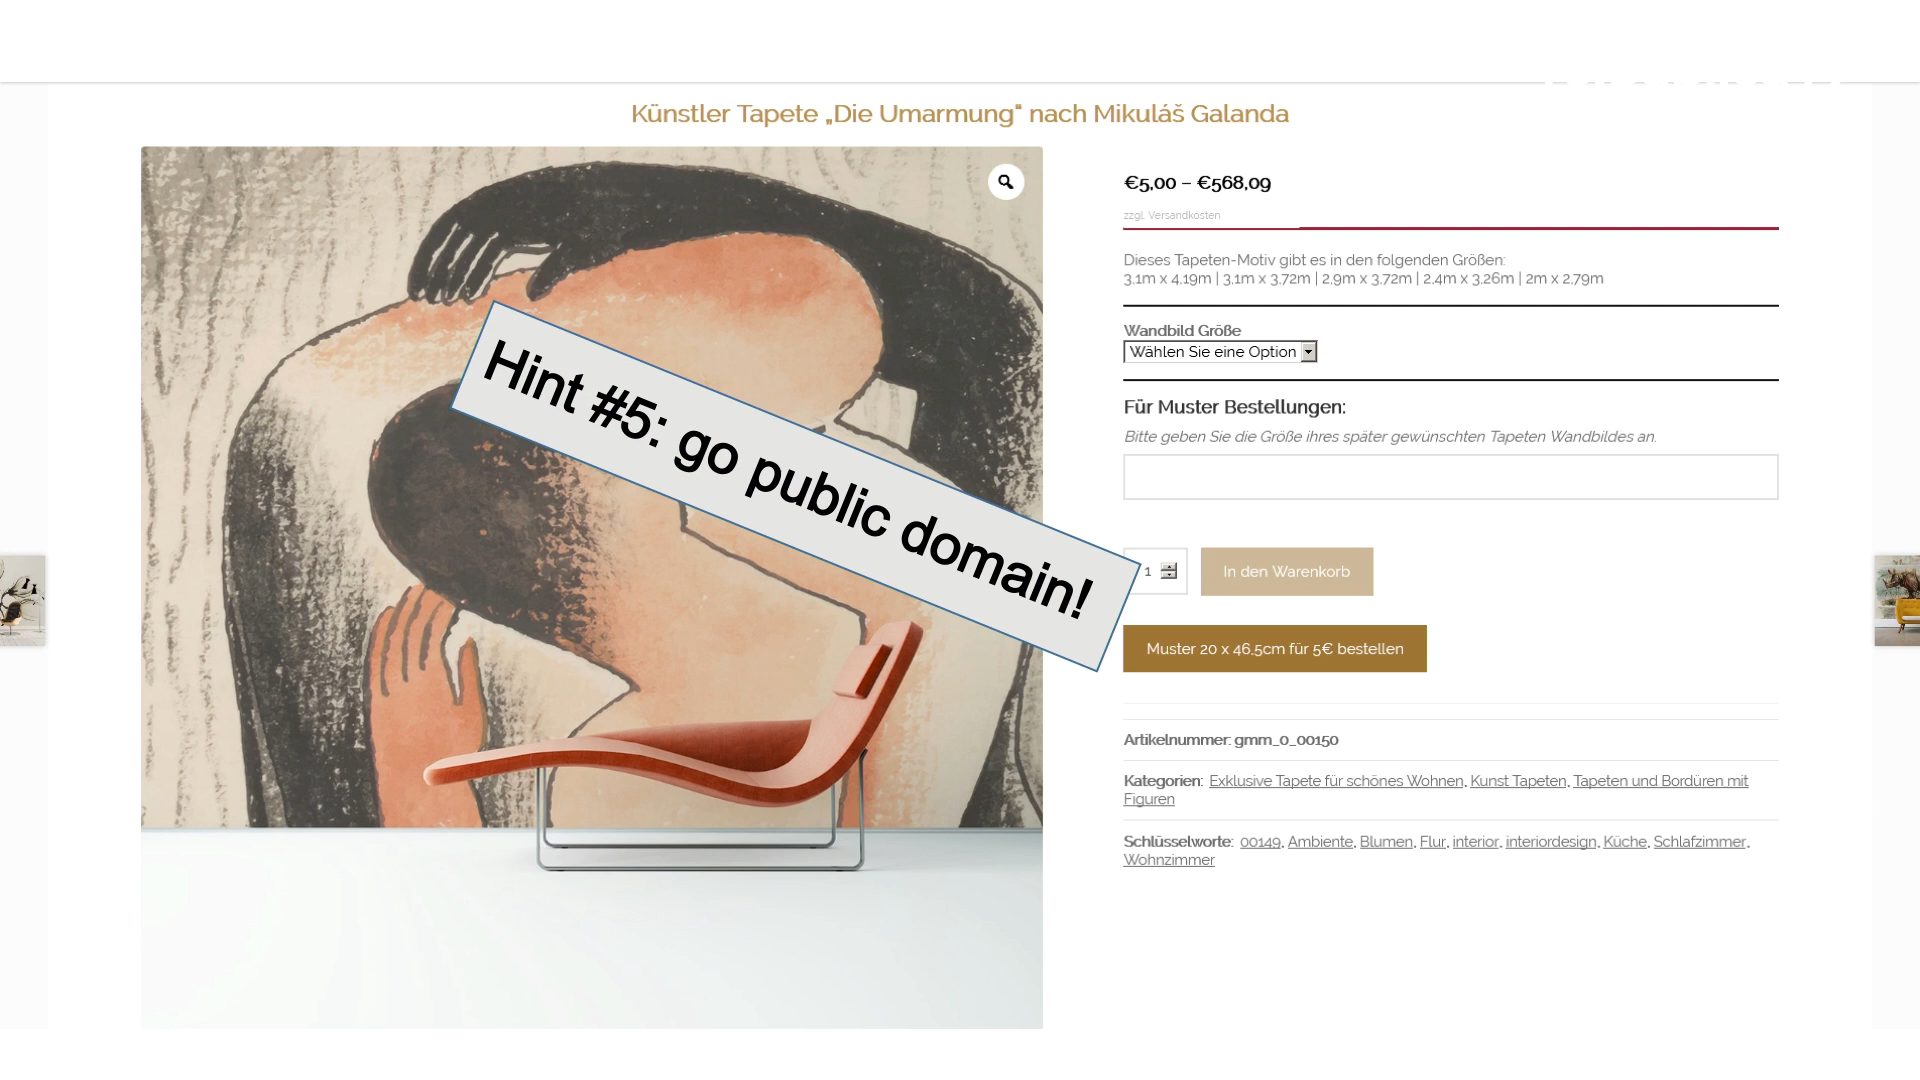 Künstler Tapete „Die Umarmung“ nach Mikuláš Galanda
Hint #5: go public domain!
€5,00 – €568,09
zzgl. Versandkosten
Dieses Tapeten-Motiv gibt es in den folgenden Größen:
3,1m x 4,19m | 3,1m x 3,72m | 2,9m x 3,72m | 2,4m x 3,26m | 2m x 2,79m
Wandbild Größe
Wählen Sie eine Option
Für Muster Bestellungen:
Bitte geben Sie die Größe ihres später gewünschten Tapeten Wandbildes an.
1
In den Warenkorb
Muster 20 x 46,5cm für 5€ bestellen
Artikelnummer: gmm_0_00150
Kategorien: Exklusive Tapete für schönes Wohnen, Kunst Tapeten, Tapeten und Bordüren mit
Figuren
Schlüsselworte: 00149, Ambiente, Blumen, Flur, interior, interiordesign, Küche, Schlafzimmer,
Wohnzimmer